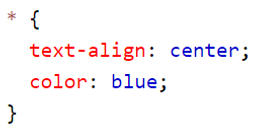 * {
  text-align: center;
  color: blue;
}